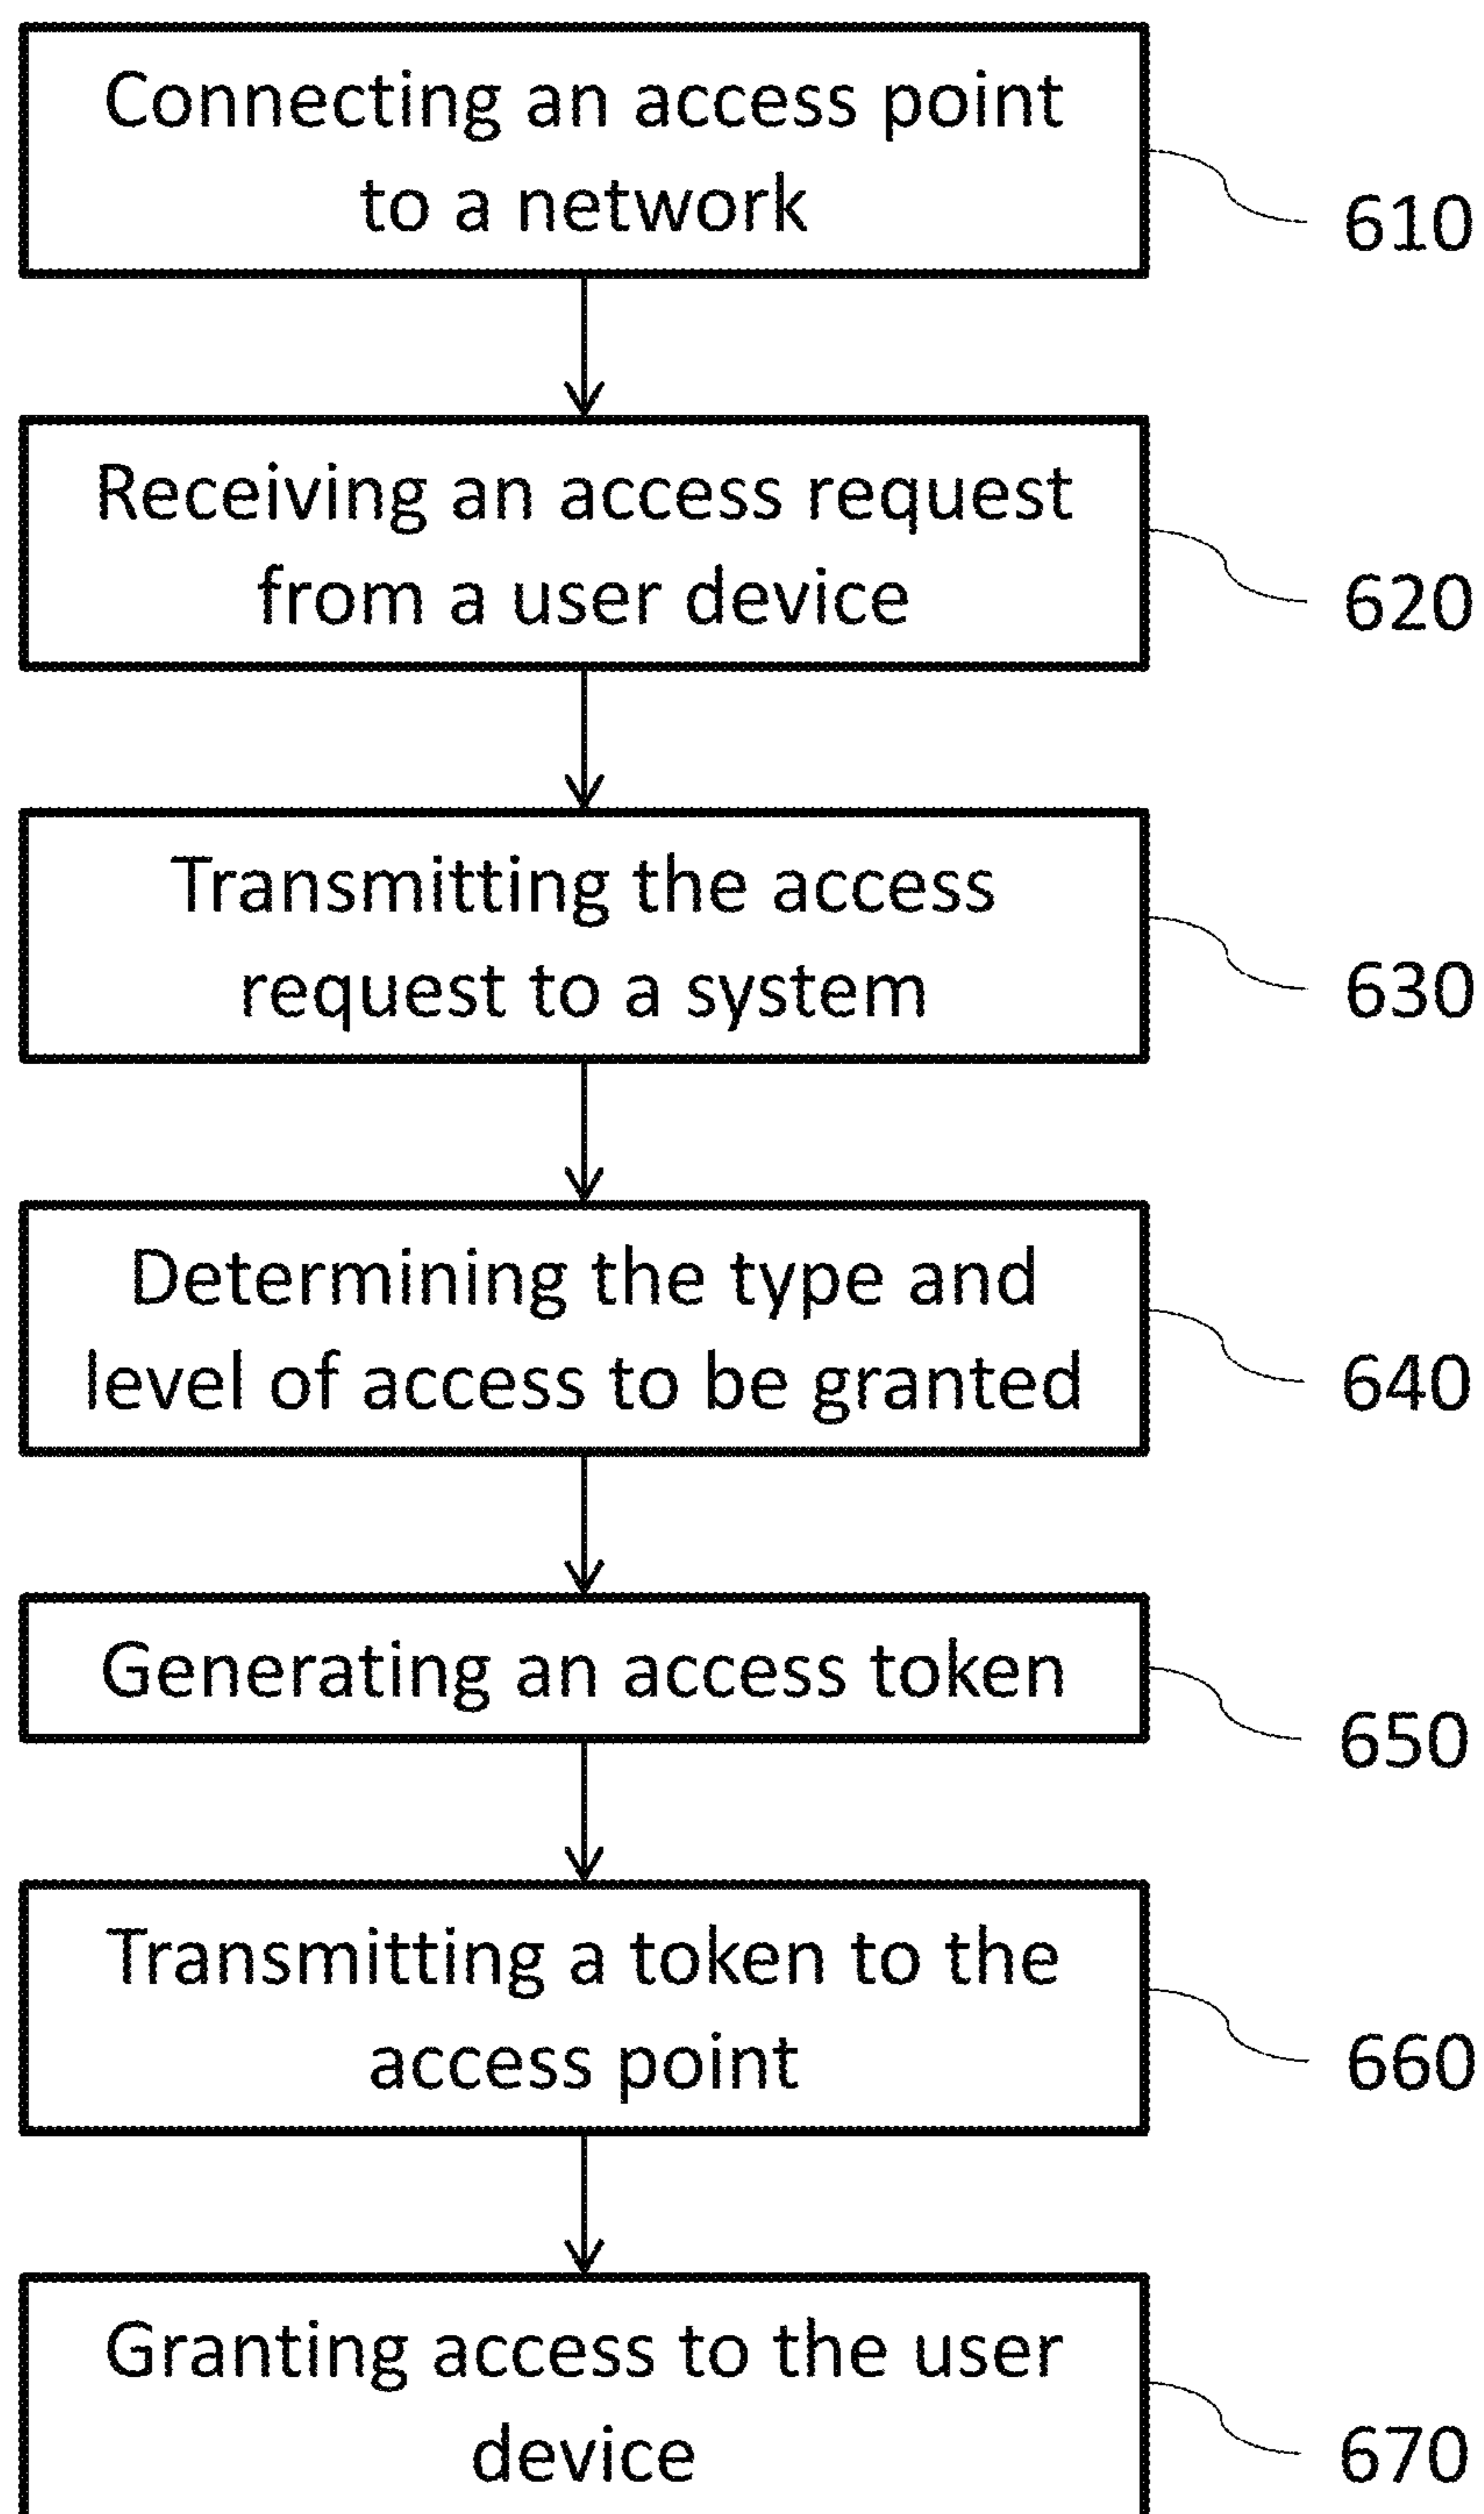 Connecting an access point
to a network
610
Receiving an access request
from a user device
620
Transmitting the access
request to a system
630
Determining the type and
level of access to be granted
640
Generating an access token
650
Transmitting a token to the
access point
660
Granting access to the user
device
670